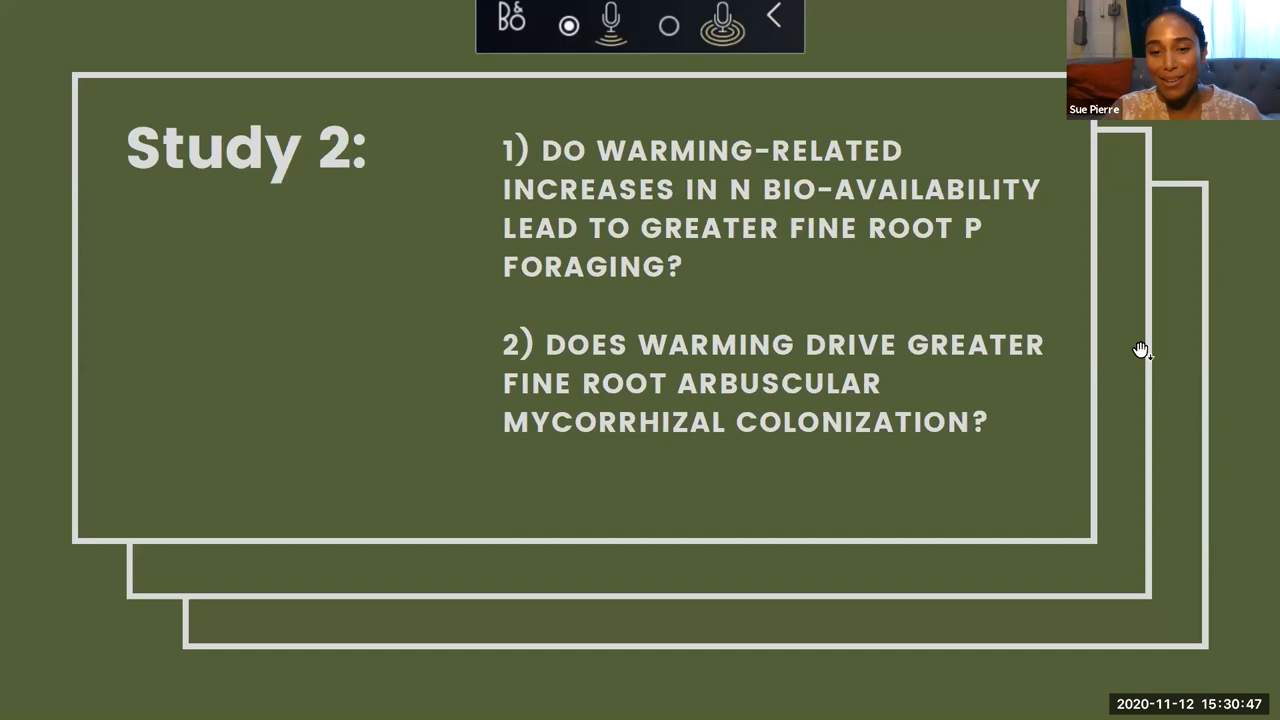 B&O
Sue Pierre
Study 2:
1) DO WARMING-RELATED
INCREASES IN N BIO-AVAILABILITY
LEAD TO GREATER FINE ROOT P
FORAGING?
2) DOES WARMING DRIVE GREATER
FINE ROOT ARBUSCULAR
MYCORRHIZAL COLONIZATION?
2020-11-12 15:30:47